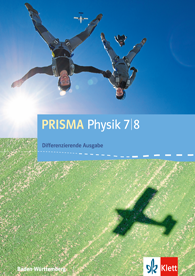 PRISMA Physik 7|8
Differenzierende Ausgabe
Baden-Württemberg
Klett